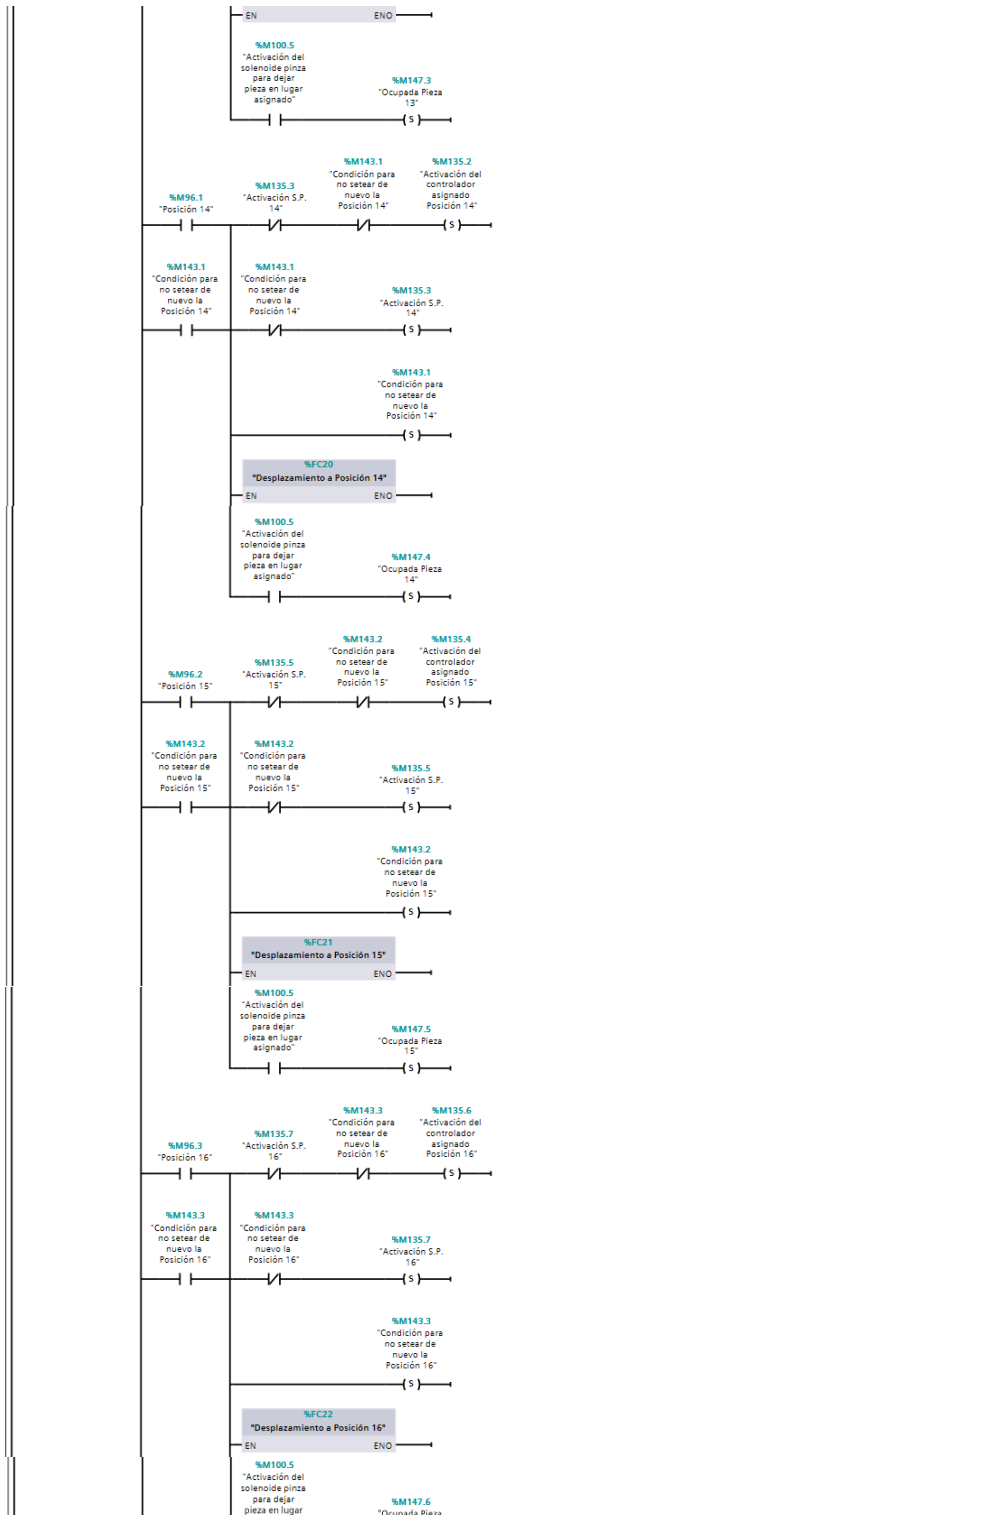 EN ENO
%M100.5
"Activación del
solenoide pinza
para dejar
pieza en lugar
asignado"
%M147.3
"Ocupada Pieza
13"
( S )
%M96.1
"Posición 14"
%M135.3
"Activación S.P.
14"
%M143.1
"Condición para
no setear de
nuevo la
Posición 14"
%M135.2
"Activación del
controlador
asignado
Posición 14"
( S )
%M143.1
"Condición para
no setear de
nuevo la
Posición 14"
%M143.1
"Condición para
no setear de
nuevo la
Posición 14"
%M135.3
"Activación S.P.
14"
( S )
%M143.1
"Condición para
no setear de
nuevo la
Posición 14"
( S )
%FC20
"Desplazamiento a Posición 14"
EN ENO
%M100.5
"Activación del
solenoide pinza
para dejar
pieza en lugar
asignado"
%M147.4
"Ocupada Pieza
14"
( S )
%M96.2
"Posición 15"
%M135.5
"Activación S.P.
15"
%M143.2
"Condición para
no setear de
nuevo la
Posición 15"
%M135.4
"Activación del
controlador
asignado
Posición 15"
( S )
%M143.2
"Condición para
no setear de
nuevo la
Posición 15"
%M143.2
"Condición para
no setear de
nuevo la
Posición 15"
%M135.5
"Activación S.P.
15"
( S )
%M143.2
"Condición para
no setear de
nuevo la
Posición 15"
( S )
%FC21
"Desplazamiento a Posición 15"
EN ENO
%M100.5
"Activación del
solenoide pinza
para dejar
pieza en lugar
asignado"
%M147.5
"Ocupada Pieza
15"
( S )
%M96.3
"Posición 16"
%M135.7
"Activación S.P.
16"
%M143.3
"Condición para
no setear de
nuevo la
Posición 16"
%M135.6
"Activación del
controlador
asignado
Posición 16"
( S )
%M143.3
"Condición para
no setear de
nuevo la
Posición 16"
%M143.3
"Condición para
no setear de
nuevo la
Posición 16"
%M135.7
"Activación S.P.
16"
( S )
%M143.3
"Condición para
no setear de
nuevo la
Posición 16"
( S )
%FC22
"Desplazamiento a Posición 16"
EN ENO
%M100.5
"Activación del
solenoide pinza
para dejar
pieza en lugar
%M147.6
"Ocupada Pieza